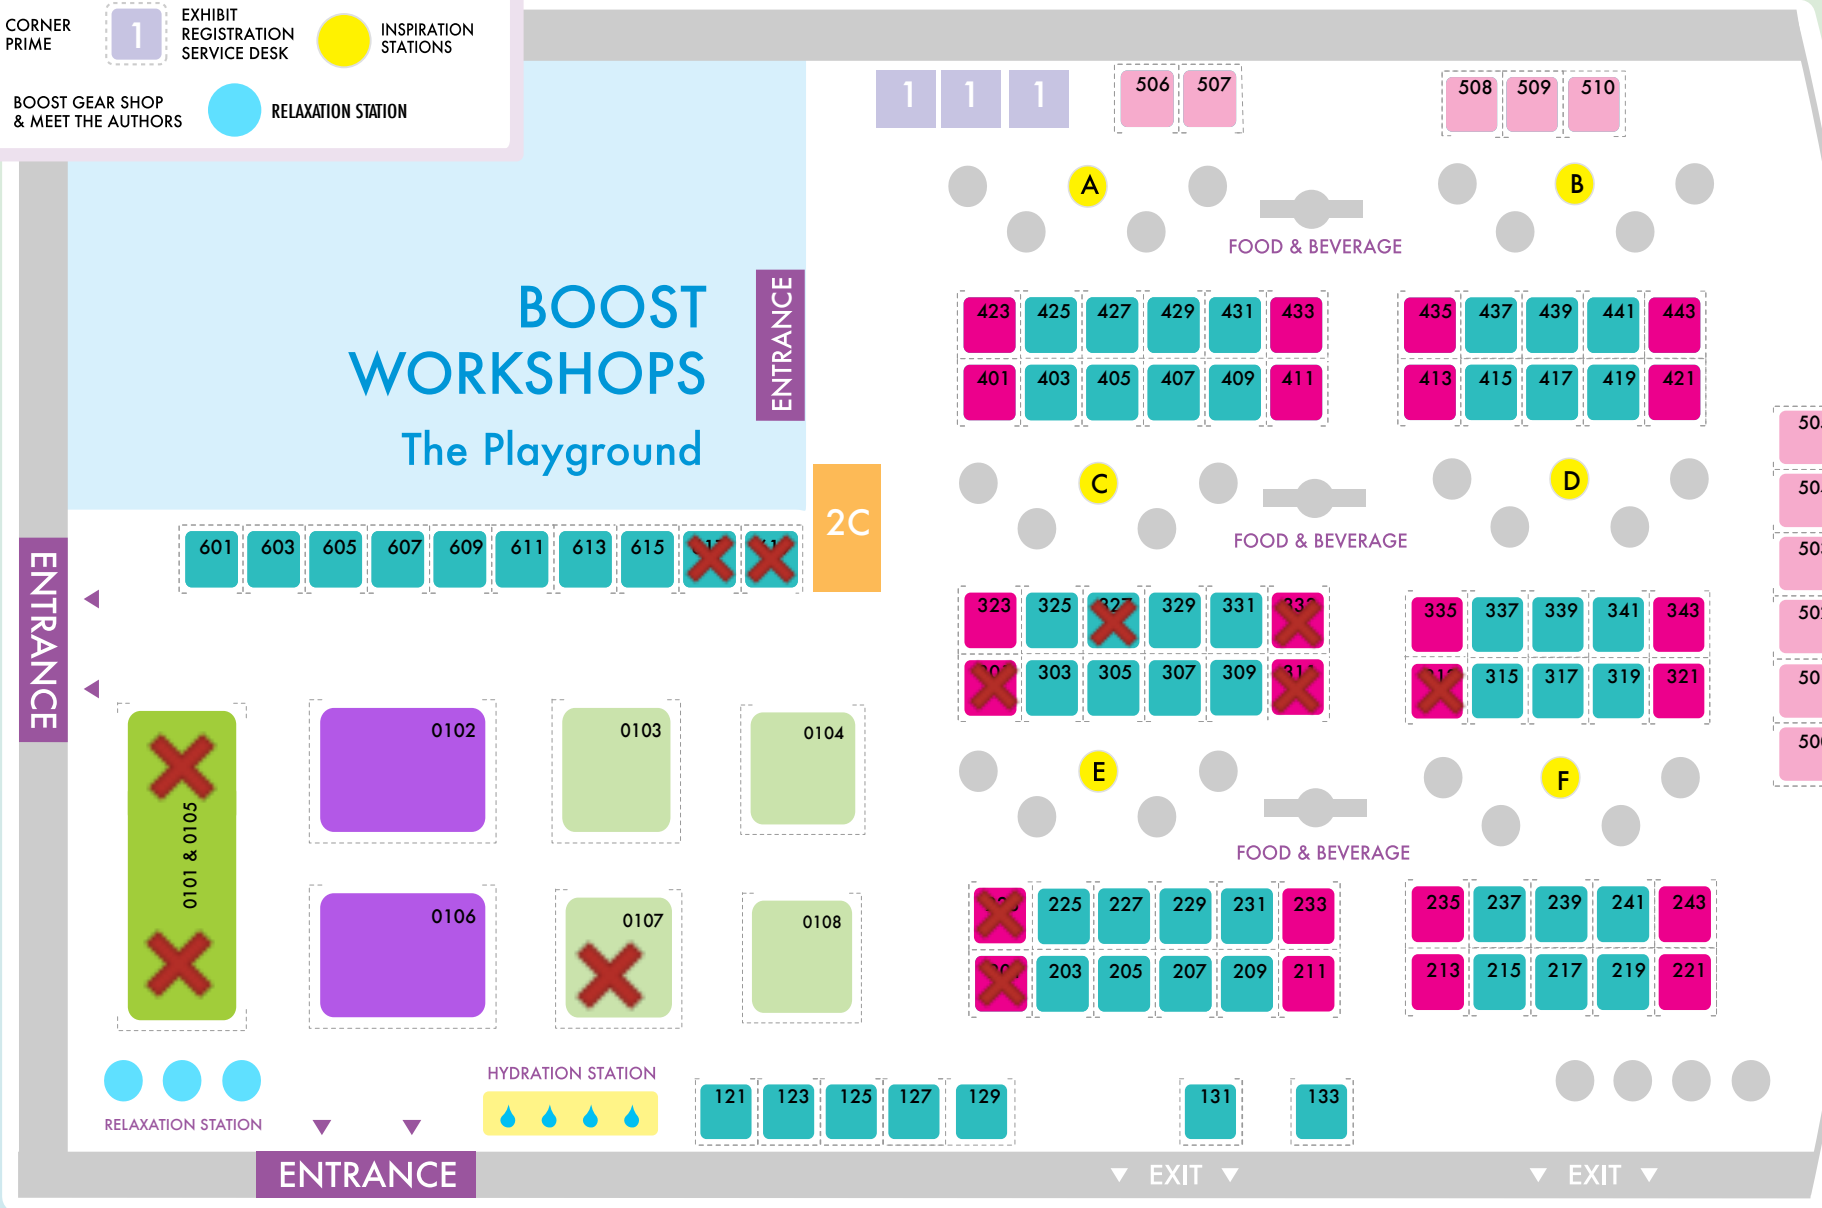 CORNER
PRIME
1
EXHIBIT
REGISTRATION
SERVICE DESK
INSPIRATION
STATIONS
BOOST GEAR SHOP
& MEET THE AUTHORS
RELAXATION STATION
1 1 1
506 507
508 509 510
A
B
FOOD & BEVERAGE
BOOST
WORKSHOPS
The Playground
ENTRANCE
423 425 427 429 431 433
435 437 439 441 443
401 403 405 407 409 411
413 415 417 419 421
C
D
FOOD & BEVERAGE
2C
601 603 605 607 609 611 613 615
ENTRANCE
323 325 327 329 331
335 337 339 341 343
303 305 307 309 311
315 317 319 321
503
501
0101 & 0105
0102
0103
0104
E
F
FOOD & BEVERAGE
0106
0107
0108
225 227 229 231 233
235 237 239 241 243
203 205 207 209 211
213 215 217 219 221
RELAXATION STATION
HYDRATION STATION
121 123 125 127 129
131
133
ENTRANCE
EXIT
EXIT